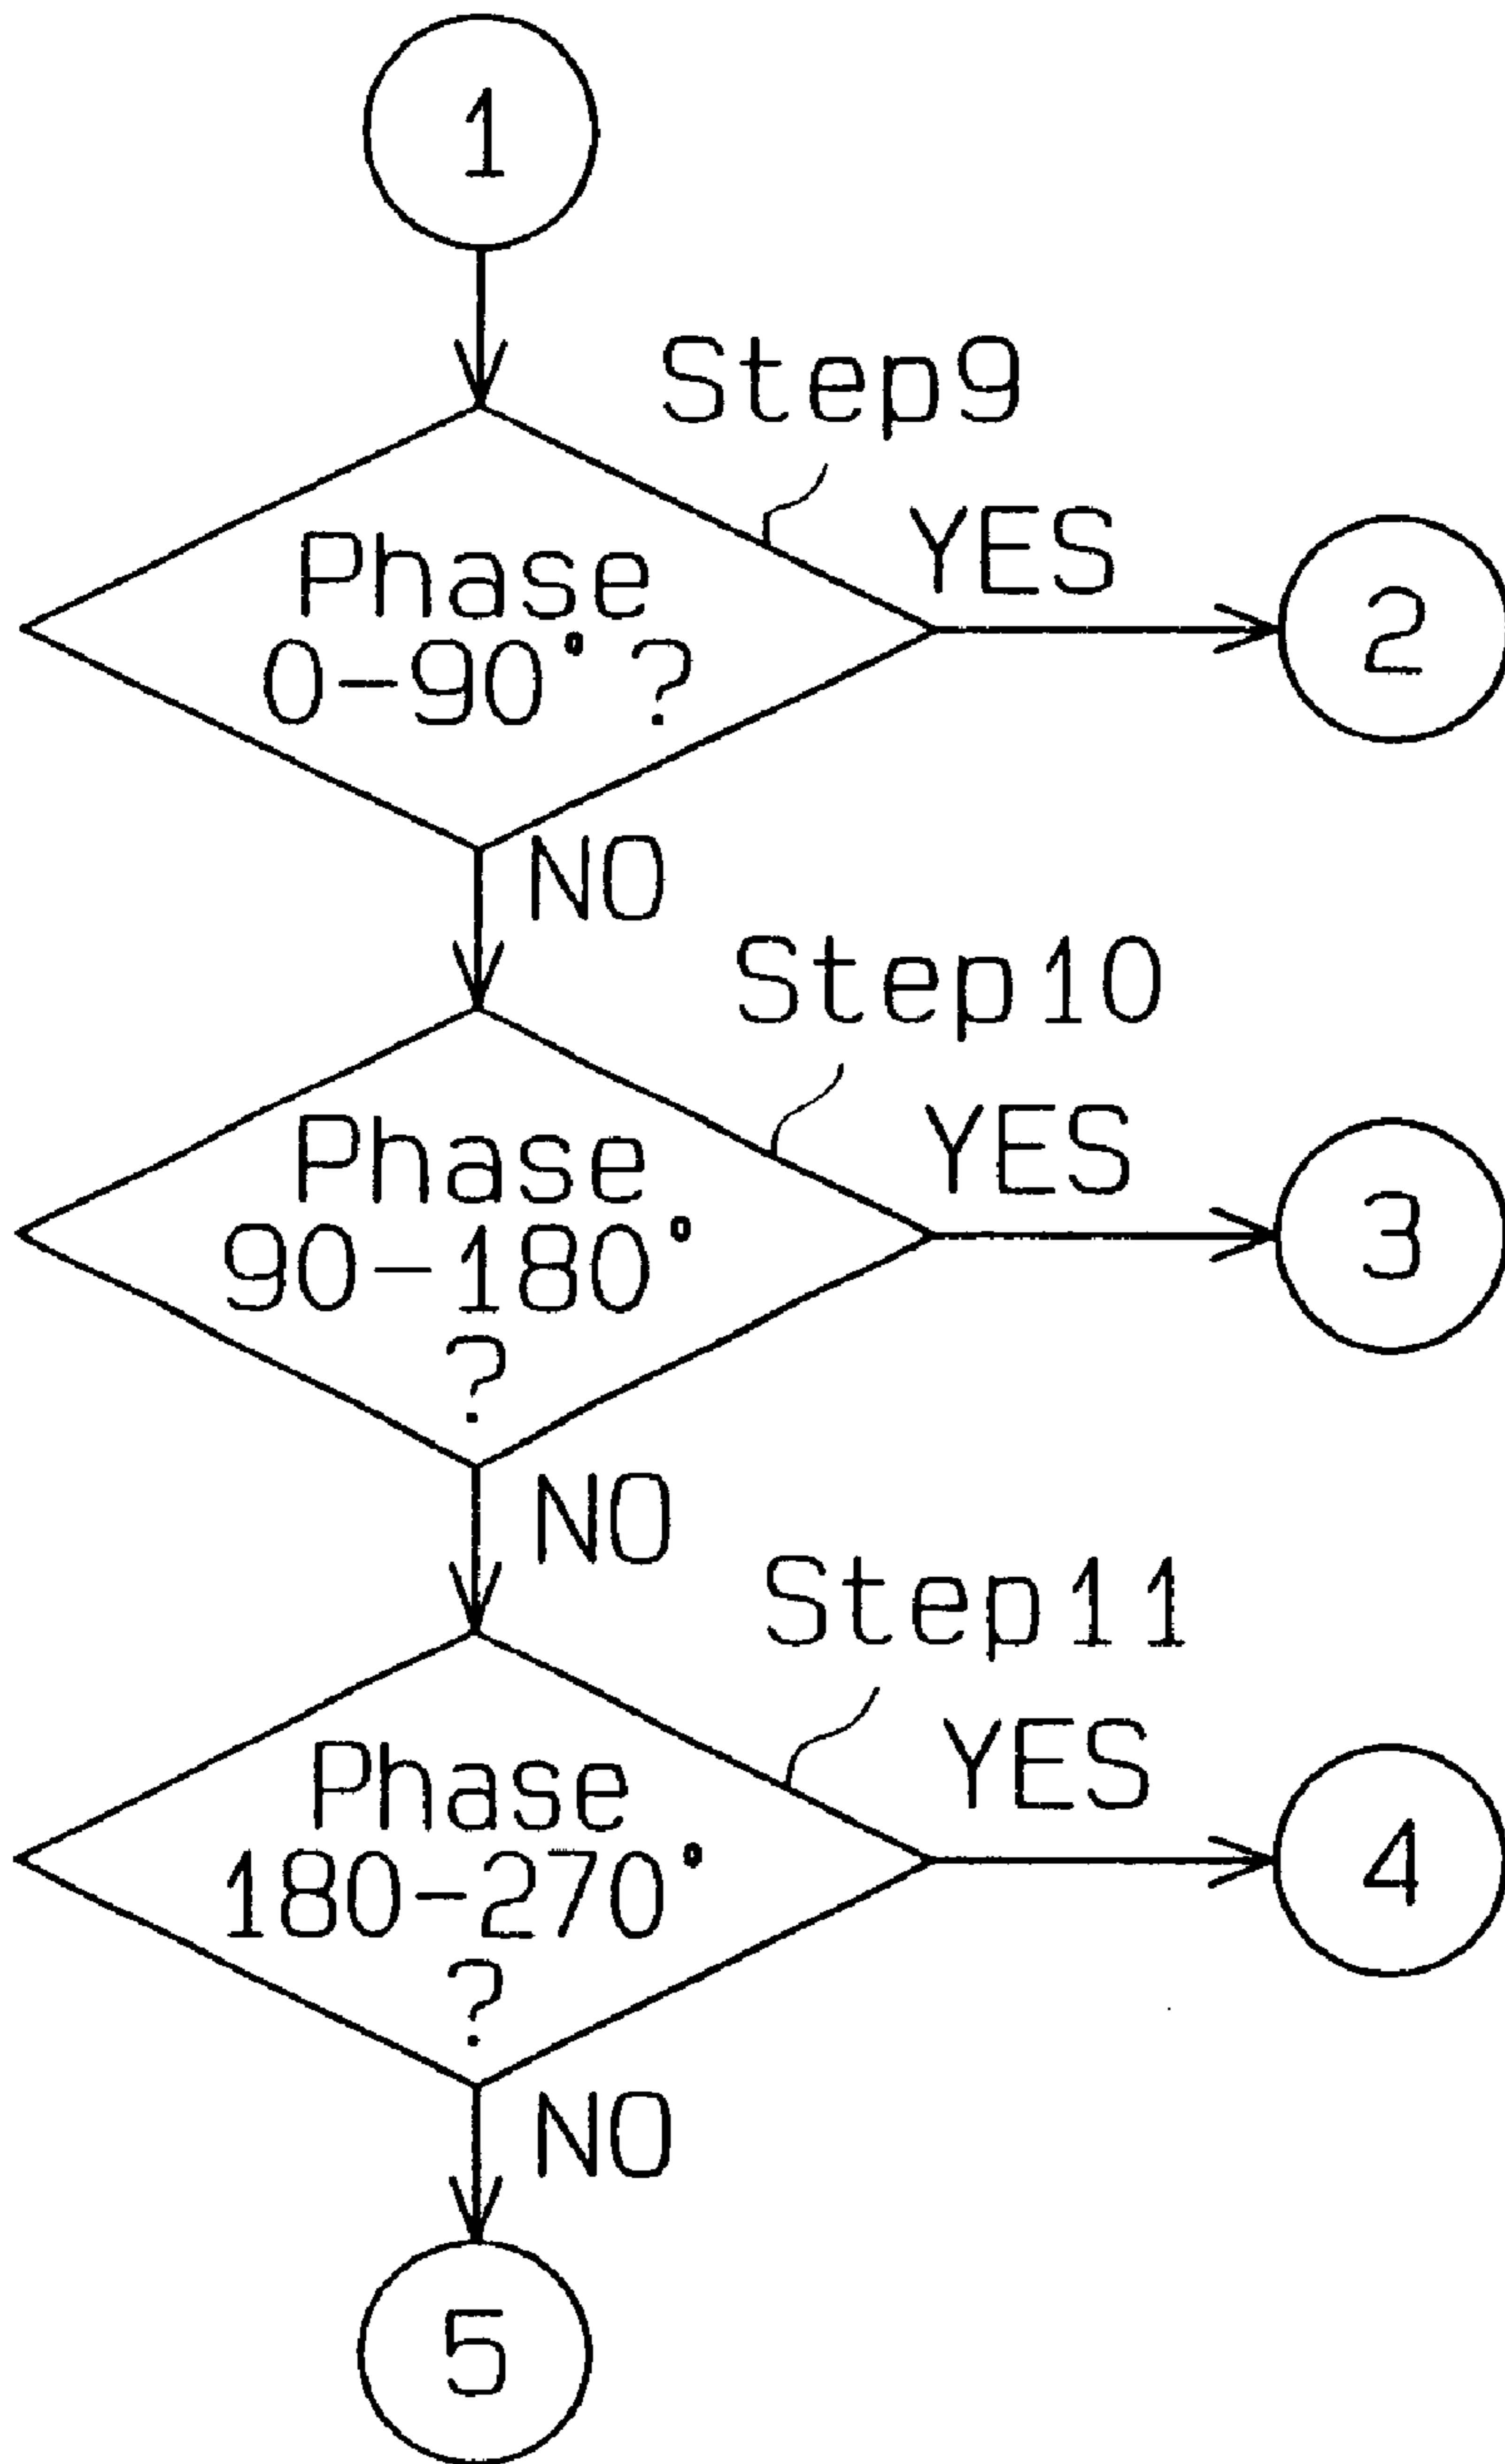 1
Step9
Phase
0-90° ?
YES
2
NO
Step10
Phase
90-180°
?
YES
3
NO
Step11
Phase
180-270°
?
YES
4
NO
5